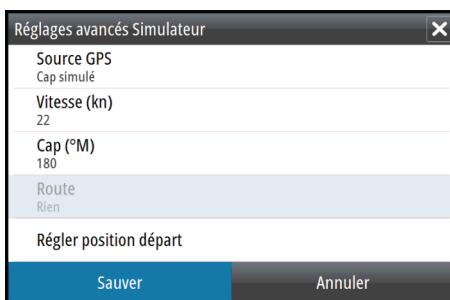 Réglages avancés Simulateur
Source GPS
Cap simulé
Vitesse (kn)
22
Cap (°M)
180
Route
Rien
Régler position départ
Sauver
Annuler